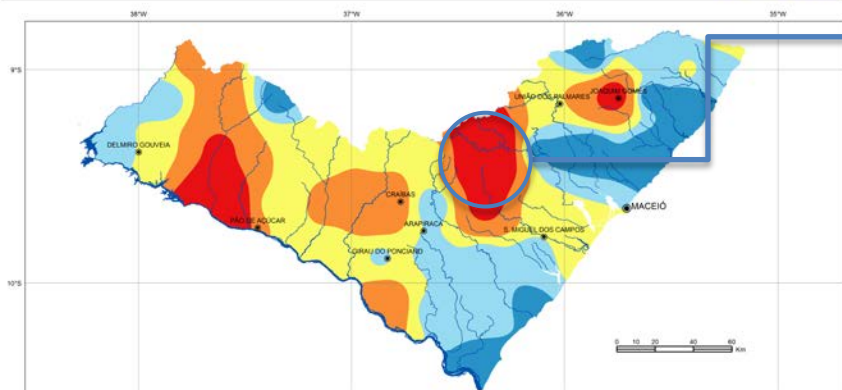 38°W 37°W 36°W 35°W
9°S
UNIÃO DOS PALMARES
JOAQUIM GOMES
DELMIRO GOUVEIA
CRAÍBAS
MACEIÓ
PÃO DE AÇÚCAR
ARAPIRACA
S. MIGUEL DOS CAMPOS
GIRAU DO PONCIANO
10°S
0 10 20 40 60
Km